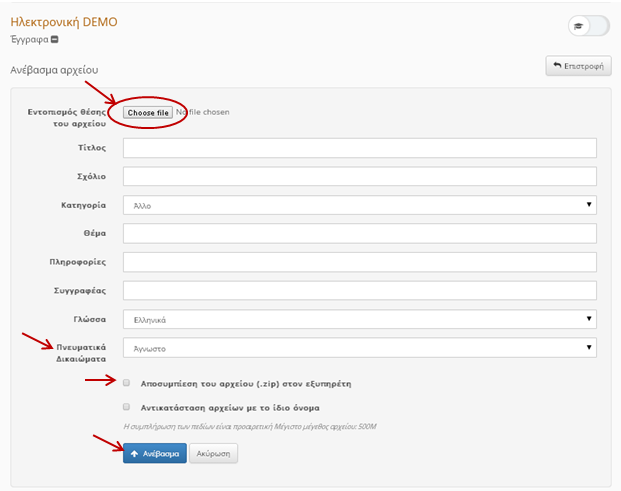 Ηλεκτρονική DEMO
Έγγραφα
Ανέβασμα αρχείου
Επιστροφή
Εντοπισμός θέσης του αρχείου
Choose file No file chosen
Τίτλος
Σχόλιο
Κατηγορία
Άλλο
Θέμα
Πληροφορίες
Συγγραφέας
Γλώσσα
Ελληνικά
Πνευματικά Δικαιώματα
Άγνωστο
Αποσυμπίεση του αρχείου (.zip) στον εξυπηρέτη
Αντικατάσταση αρχείων με το ίδιο όνομα
Η συμπλήρωση των πεδίων είναι προαιρετική Μέγιστο μέγεθος αρχείου: 500M
Ανέβασμα
Ακύρωση